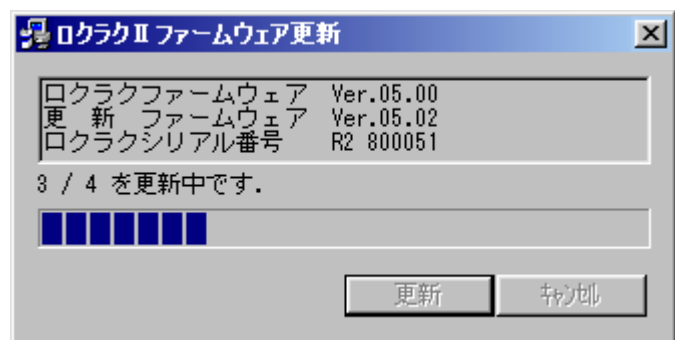 ロクラクⅡ ファームウェア更新
ロクラクファームウェア Ver.05.00
更 新 ファームウェア Ver.05.02
ロクラクシリアル番号 R2 800051
3 / 4 を更新中です.
更新
ｷｬﾝｾﾙ